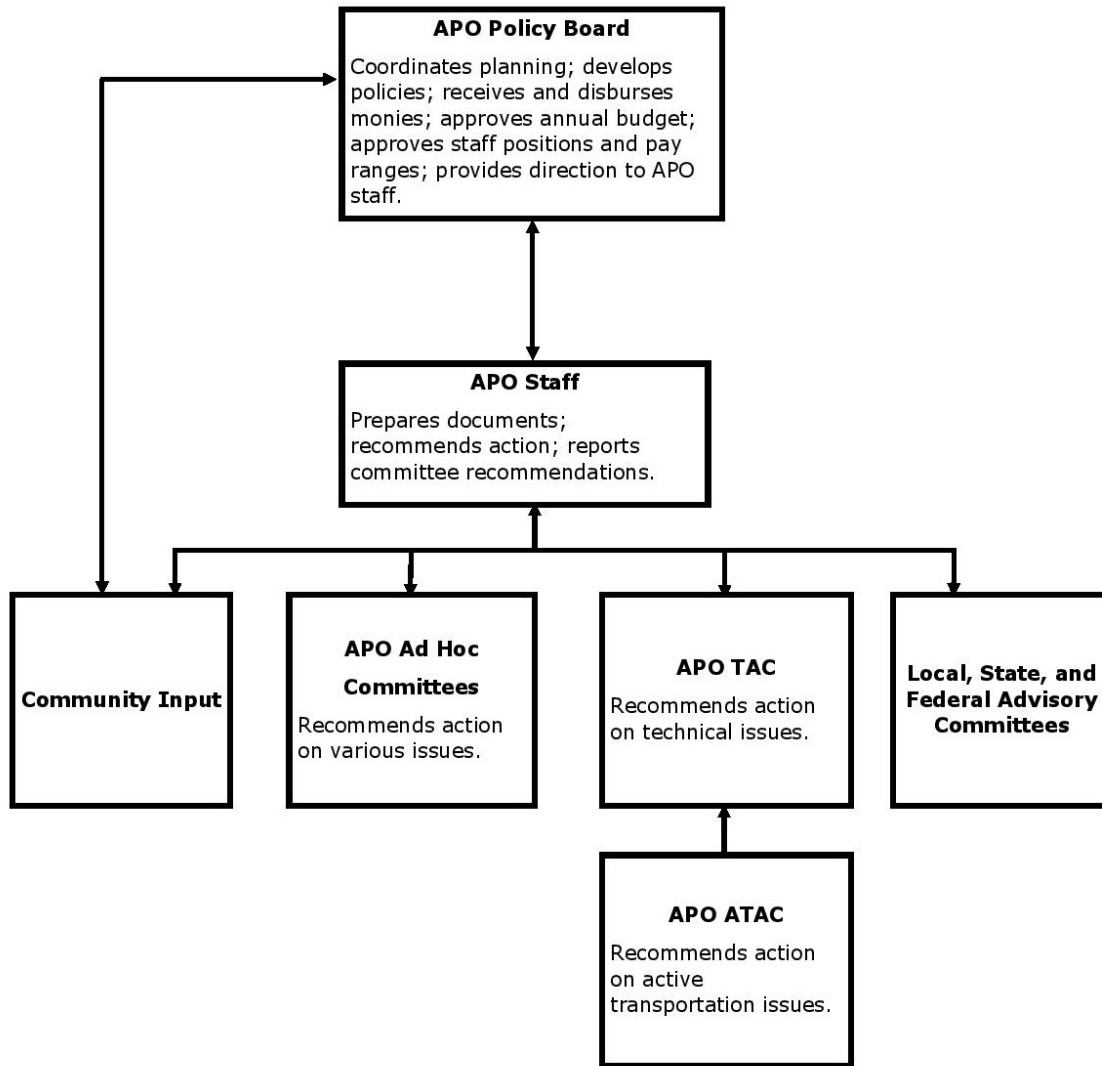 APO Policy Board
Coordinates planning; develops
policies; receives and disburses
monies; approves annual budget;
approves staff positions and pay
ranges; provides direction to APO
staff.
APO Staff
Prepares documents;
recommends action; reports
committee recommendations.
Community Input
APO Ad Hoc
Committees
Recommends action
on various issues.
APO TAC
Recommends action
on technical issues.
Local, State, and
Federal Advisory
Committees
APO ATAC
Recommends action
on active
transportation issues.